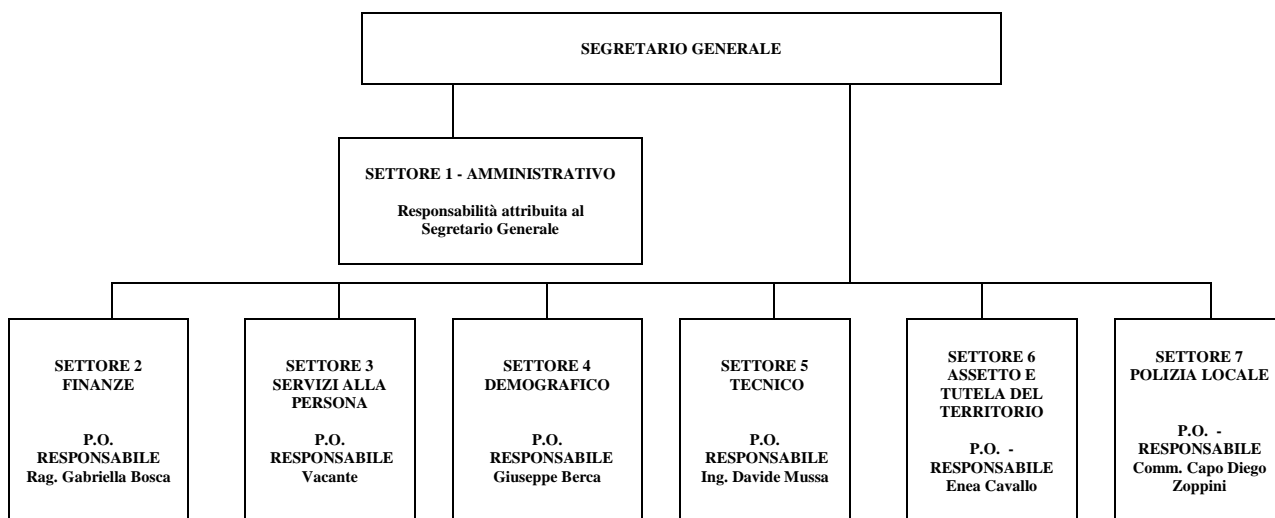 SEGRETARIO GENERALE
SETTORE 1 - AMMINISTRATIVO
Responsabilità attribuita al
Segretario Generale
SETTORE 2
FINANZE
P.O.
RESPONSABILE
Rag. Gabriella Bosca
SETTORE 3
SERVIZI ALLA
PERSONA
P.O.
RESPONSABILE
Vacante
SETTORE 4
DEMOGRAFICO
P.O.
RESPONSABILE
Giuseppe Berca
SETTORE 5
TECNICO
P.O.
RESPONSABILE
Ing. Davide Mussa
SETTORE 6
ASSETTO E
TUTELA DEL
TERRITORIO
P.O. -
RESPONSABILE
Enea Cavallo
SETTORE 7
POLIZIA LOCALE
P.O. -
RESPONSABILE
Comm. Capo Diego
Zoppini